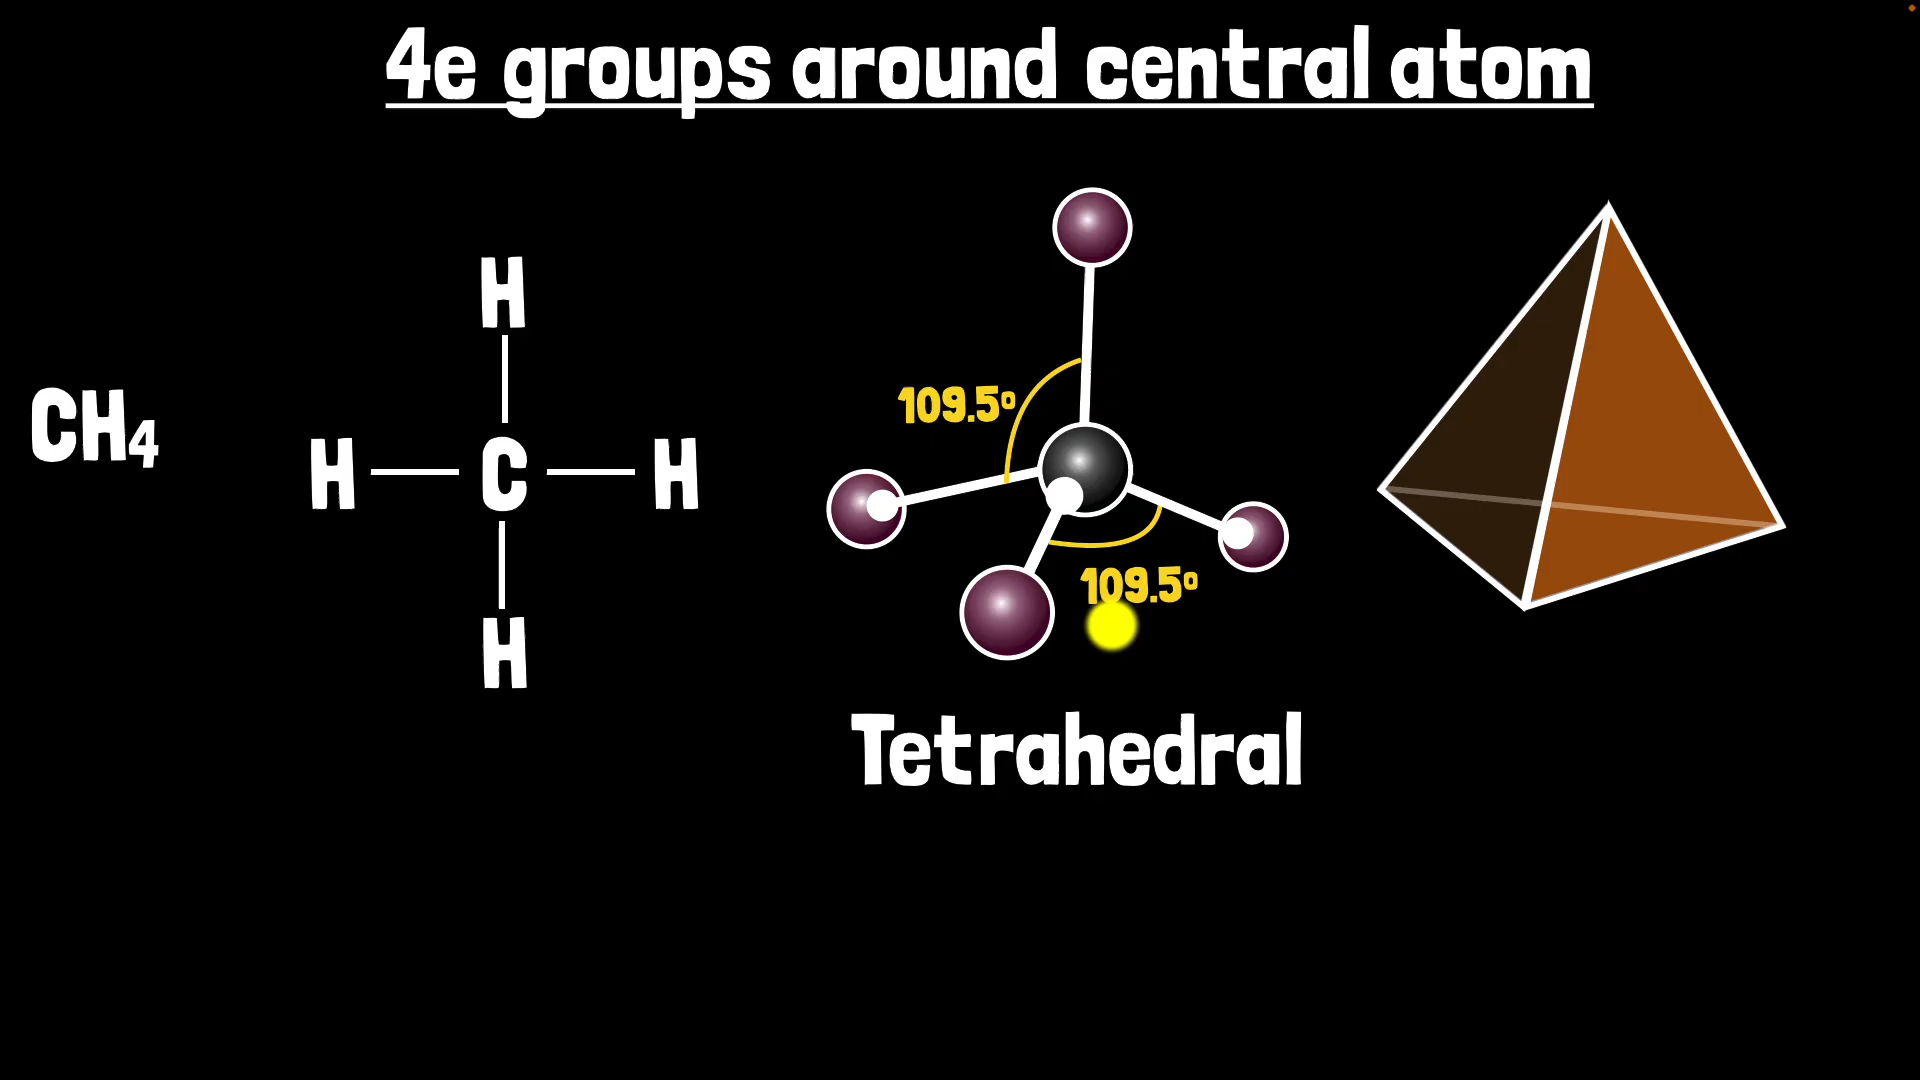 4e groups around central atom
CH₄
H
H C H
H
109.5º
109.5º
Tetrahedral